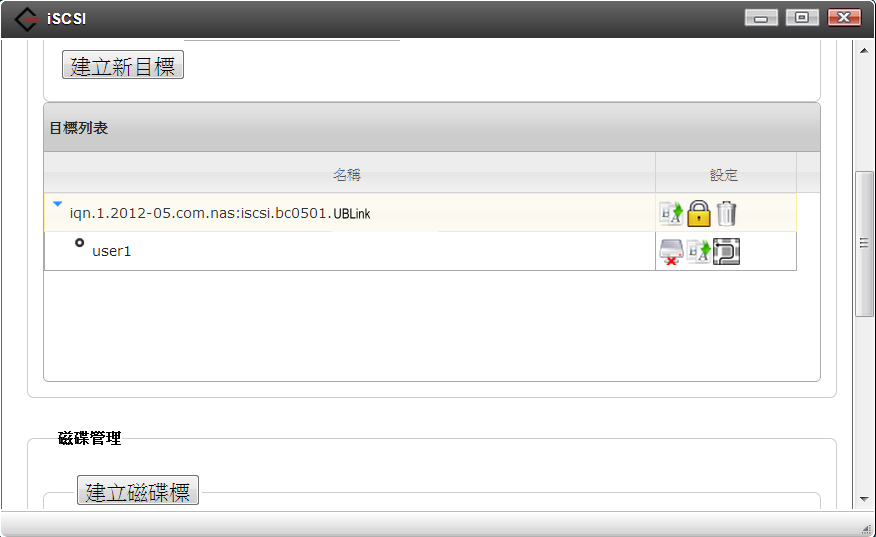 iSCSI
建立新目標
目標列表
名稱 設定
iqn.1.2012-05.com.nas:iscsi.bc0501.UBLink
user1
磁碟管理
建立磁碟標